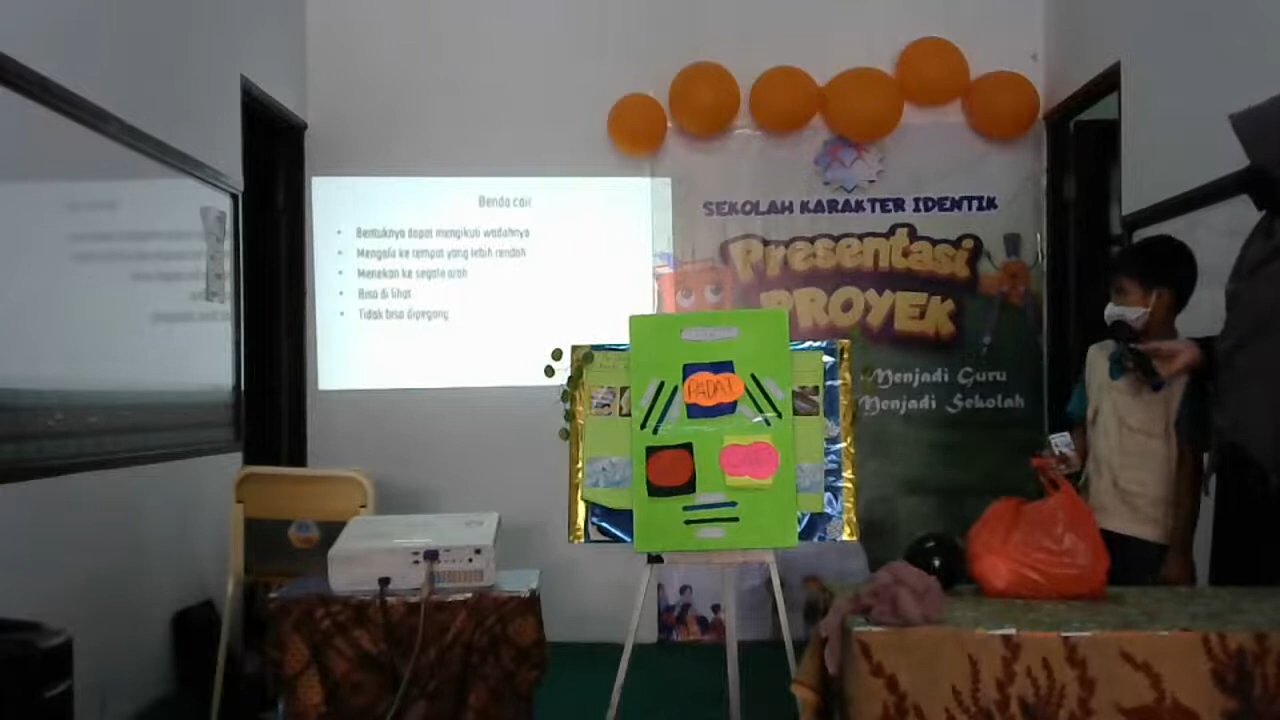 Benda cair
• Bentuknya dapat mengikuti wadahnya
• Mengalir ke tempat yang lebih rendah
• Menekan ke segala arah
• Bisa di lihat
• Tidak bisa dipegang
SEKOLAH KARAKTER IDENTIK
Presentasi
PROYEK
Menjadi Guru
Menjadi Sekolah
PADAT